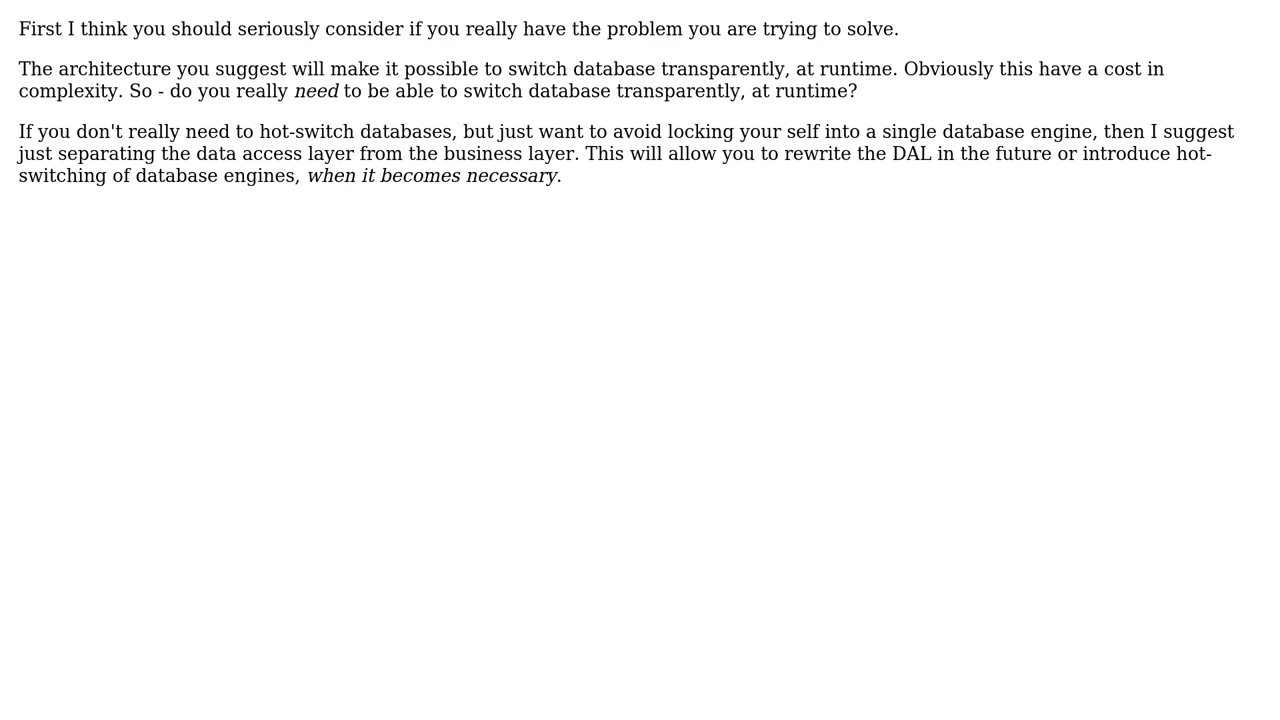 First I think you should seriously consider if you really have the problem you are trying to solve.
The architecture you suggest will make it possible to switch database transparently, at runtime. Obviously this have a cost in
complexity. So - do you really need to be able to switch database transparently, at runtime?
If you don't really need to hot-switch databases, but just want to avoid locking your self into a single database engine, then I suggest
just separating the data access layer from the business layer. This will allow you to rewrite the DAL in the future or introduce hot-
switching of database engines, when it becomes necessary.